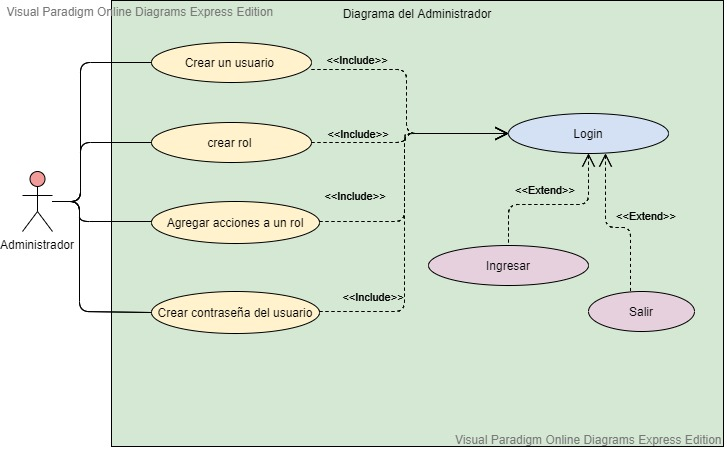 Visual Paradigm Online Diagrams Express Edition
Diagrama del Administrador
Crear un usuario
<<Include>>
crear rol
<<Include>>
Login
<<Include>>
<<Extend>>
Agregar acciones a un rol
<<Extend>>
Administrador
Ingresar
<<Include>>
Crear contraseña del usuario
Salir
Visual Paradigm Online Diagrams Express Edition